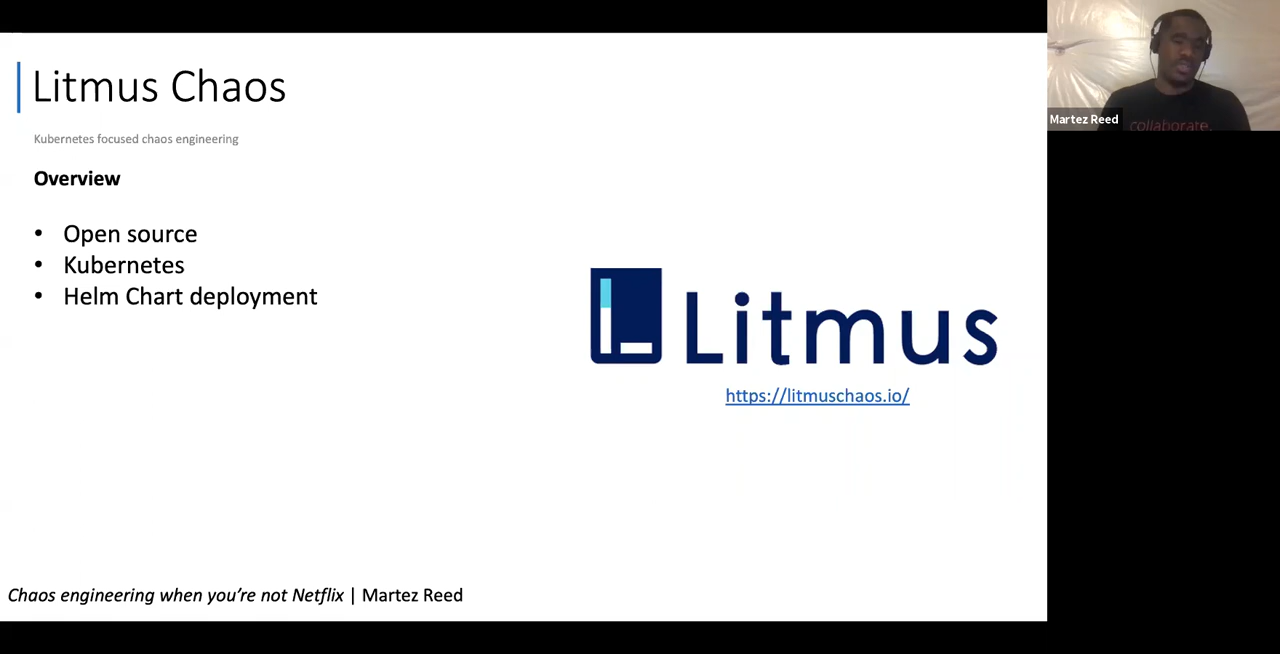 Litmus Chaos
Kubernetes focused chaos engineering
Overview
• Open source
• Kubernetes
• Helm Chart deployment
Litmus
https://litmuschaos.io/
Chaos engineering when you're not Netflix | Martez Reed
Martez Reed
collaborate.